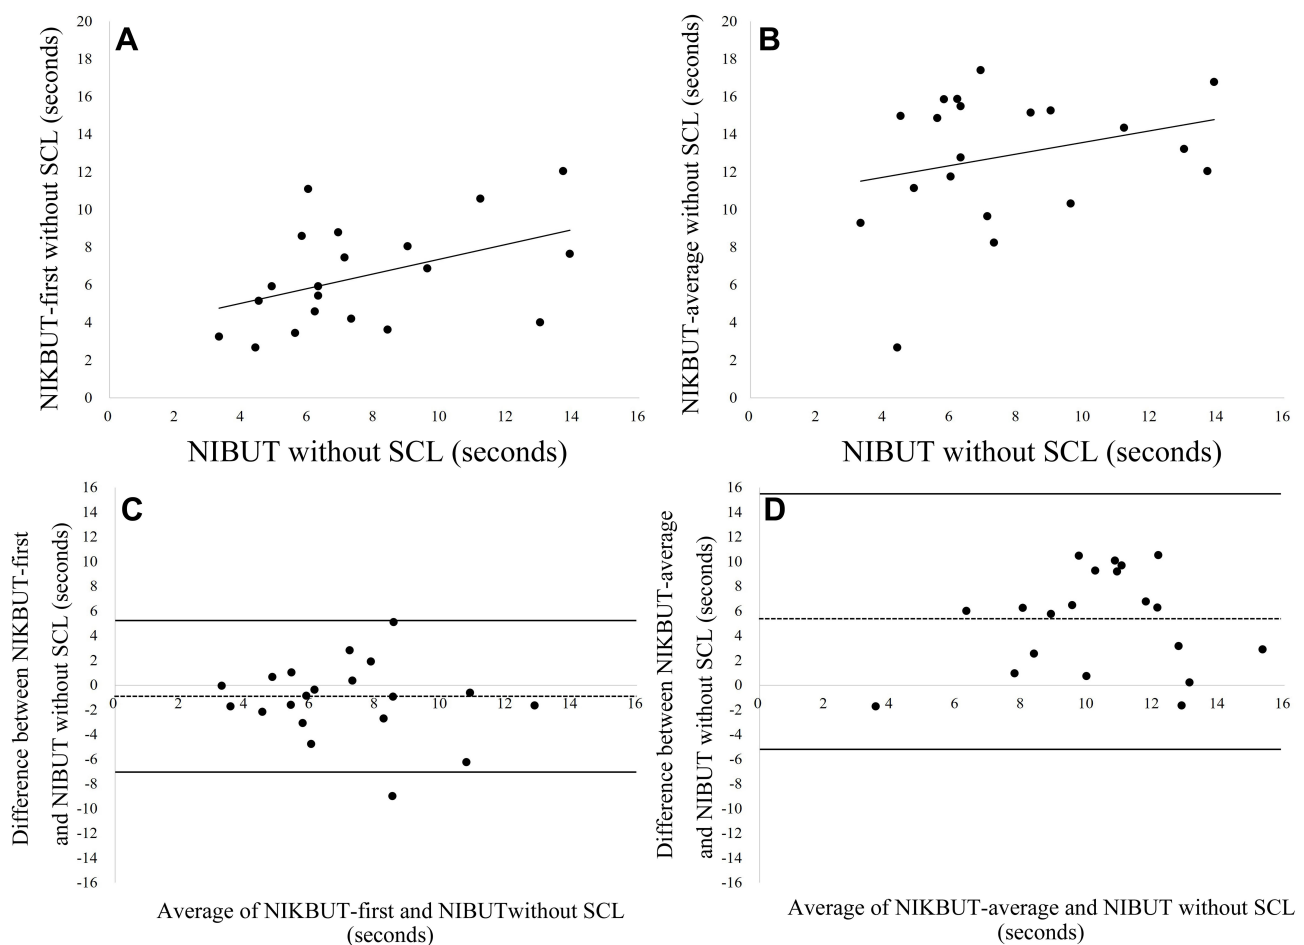 A
NIKBUT-first without SCL (seconds)
20
18
16
14
12
10
8
6
4
2
0
0 2 4 6 8 10 12 14 16
NIBUT without SCL (seconds)
B
NIKBUT-average without SCL (seconds)
20
18
16
14
12
10
8
6
4
2
0
0 2 4 6 8 10 12 14 16
NIBUT without SCL (seconds)
C
Difference between NIKBUT-first
and NIBUT without SCL (seconds)
16
14
12
10
8
6
4
2
0
-2
-4
-6
-8
-10
-12
-14
-16
0 2 4 6 8 10 12 14 16
Average of NIKBUT-first and NIBUTwithout SCL
(seconds)
D
Difference between NIKBUT-average
and NIBUT without SCL (seconds)
16
14
12
10
8
6
4
2
0
-2
-4
-6
-8
-10
-12
-14
-16
0 2 4 6 8 10 12 14 16
Average of NIKBUT-average and NIBUT without SCL
(seconds)